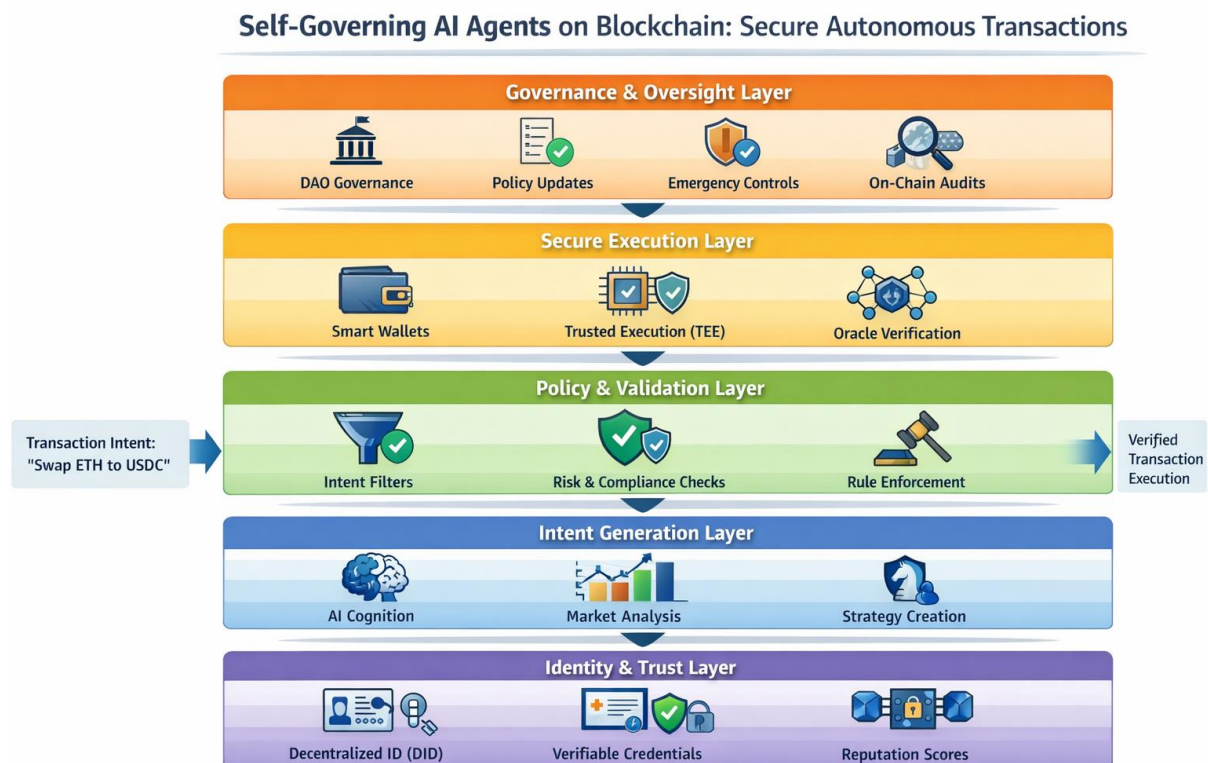 Self-Governing AI Agents on Blockchain: Secure Autonomous Transactions
Governance & Oversight Layer
DAO Governance
Policy Updates
Emergency Controls
On-Chain Audits
Secure Execution Layer
Smart Wallets
Trusted Execution (TEE)
Oracle Verification
Policy & Validation Layer
Transaction Intent:
"Swap ETH to USDC"
Intent Filters
Risk & Compliance Checks
Rule Enforcement
Verified
Transaction
Execution
Intent Generation Layer
AI Cognition
Market Analysis
Strategy Creation
Identity & Trust Layer
Decentralized ID (DID)
Verifiable Credentials
Reputation Scores